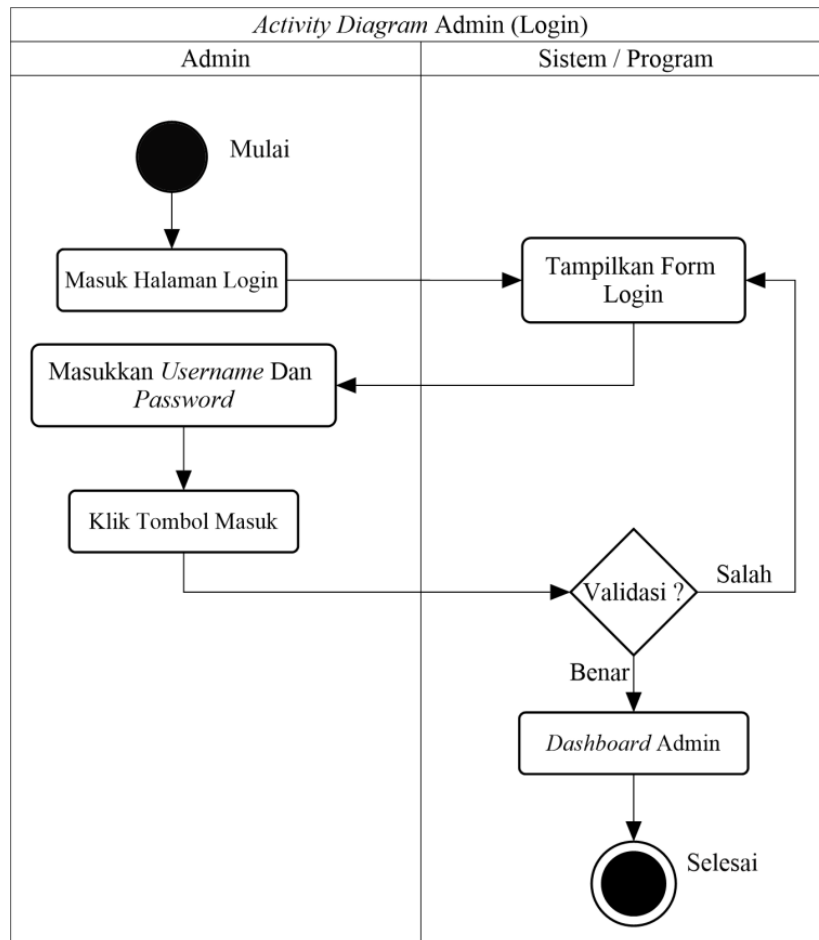 Activity Diagram Admin (Login)
Admin
Sistem / Program
Mulai
Masuk Halaman Login
Tampilkan Form
Login
Masukkan Username Dan
Password
Klik Tombol Masuk
Validasi ?
Salah
Benar
Dashboard Admin
Selesai